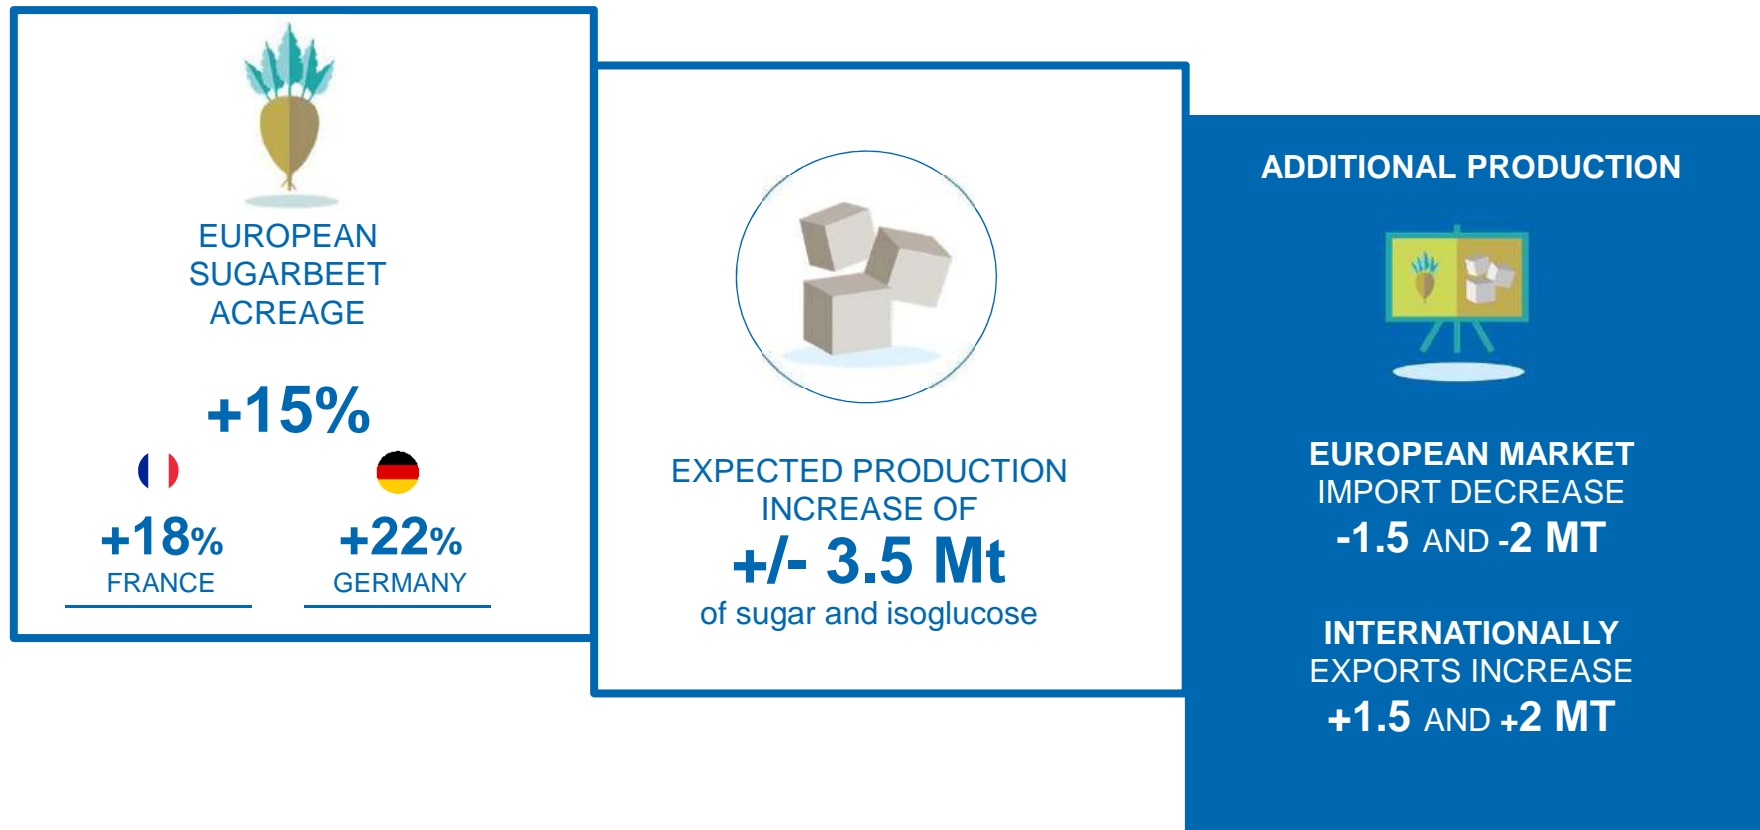 EUROPEAN
SUGARBEET
ACREAGE
+15%
+18%
FRANCE
+22%
GERMANY
EXPECTED PRODUCTION
INCREASE OF
+/- 3.5 Mt
of sugar and isoglucose
ADDITIONAL PRODUCTION
EUROPEAN MARKET
IMPORT DECREASE
-1.5 AND -2 MT
INTERNATIONALLY
EXPORTS INCREASE
+1.5 AND +2 MT